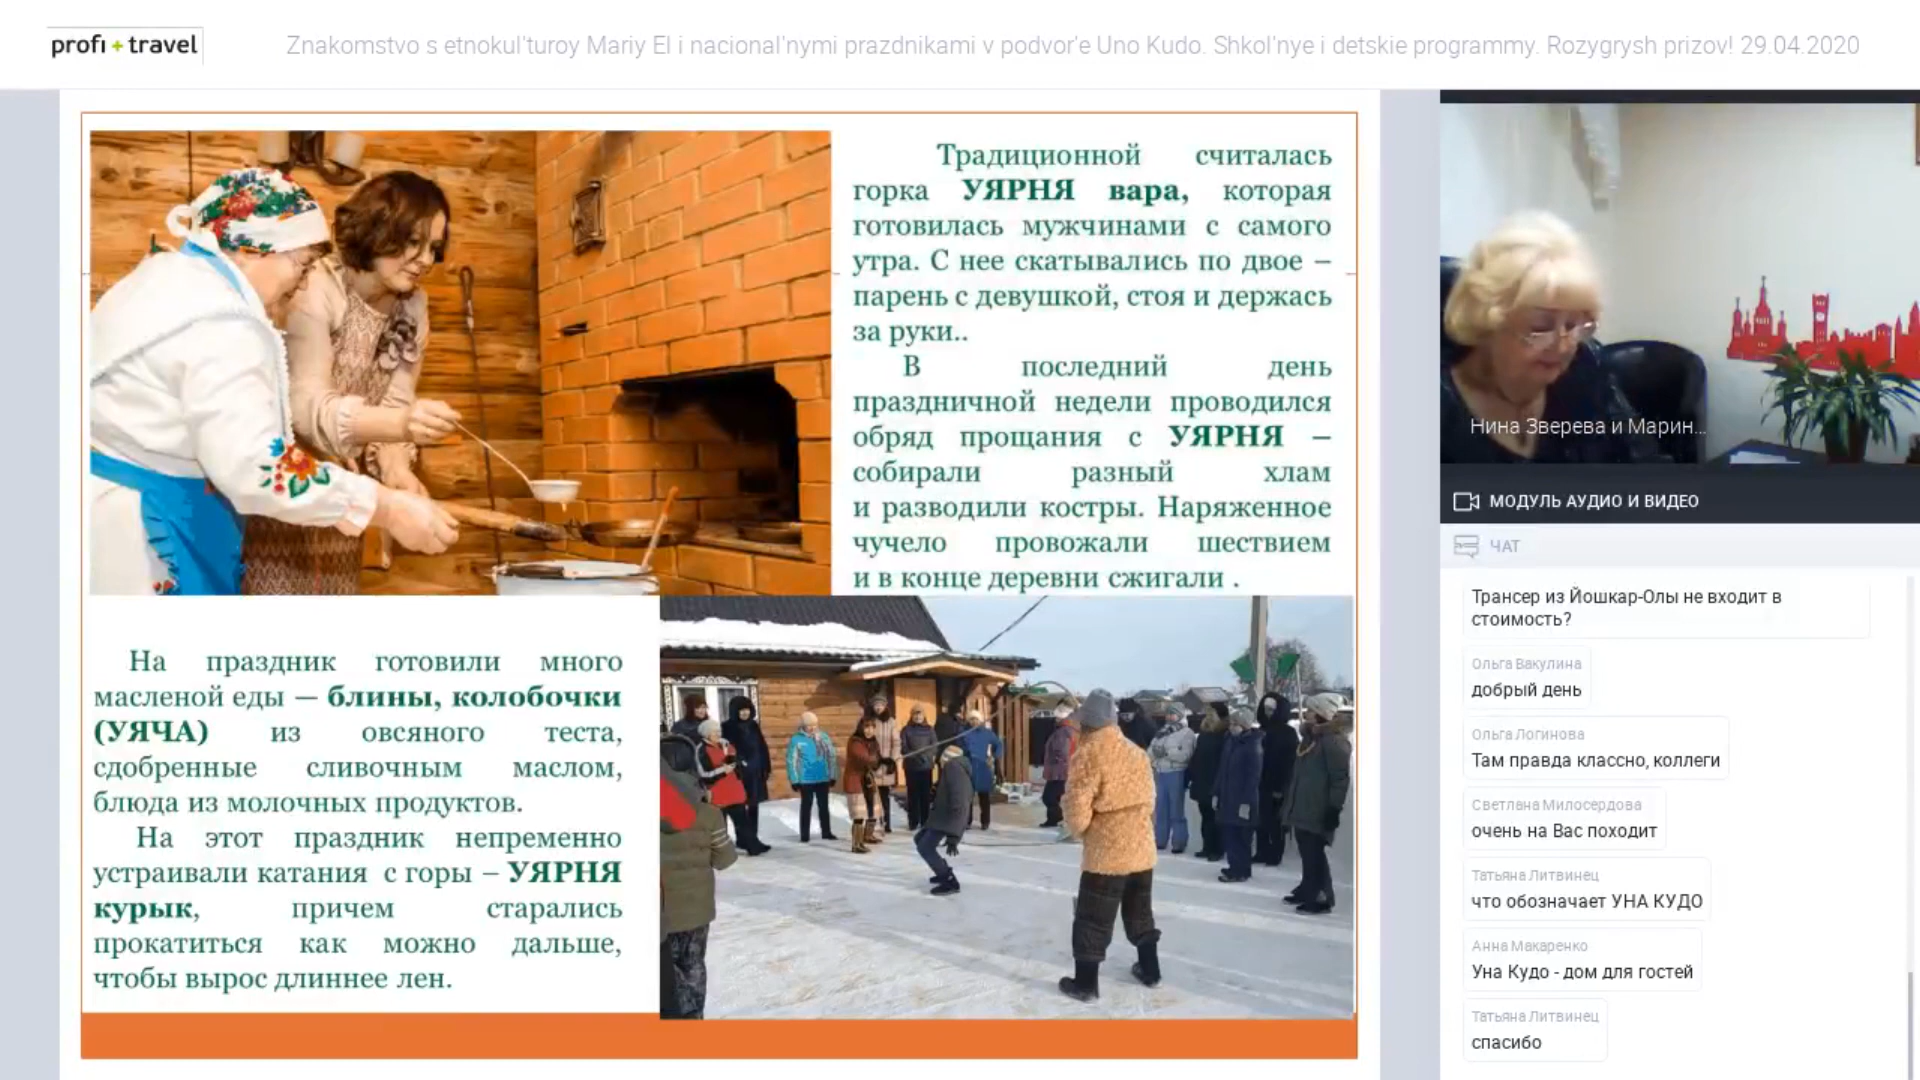 profi + travel
Znakomstvo s etnokul'turoy Mariy El i nacional'nymi prazdnikami v podvor'e Uno Kudo. Shkol'nye i detskie programmy. Rozygrysh prizov! 29.04.2020
Традиционной считалась
горка УЯРНЯ вара, которая
готовилась мужчинами с самого
утра. С нее скатывались по двое –
парень с девушкой, стоя и держась
за руки..
В последний день
праздничной недели проводился
обряд прощания с УЯРНЯ –
собирали разный хлам
и разводили костры. Наряженное
чучело провожали шествием
и в конце деревни сжигали .
На праздник готовили много
масленой еды — блины, колобочки
(УЯЧА) из овсяного теста,
сдобренные сливочным маслом,
блюда из молочных продуктов.
На этот праздник непременно
устраивали катания с горы – УЯРНЯ
курык, причем старались
прокатиться как можно дальше,
чтобы вырос длиннее лен.
Нина Зверева и Марин...
МОДУЛЬ АУДИО И ВИДЕО
ЧАТ
Трансер из Йошкар-Олы не входит в
стоимость?
Ольга Вакулина
добрый день
Ольга Логинова
Там правда классно, коллеги
Светлана Милосердова
очень на Вас походит
Татьяна Литвинец
что обозначает УНА КУДО
Анна Макаренко
Уна Кудо - дом для гостей
Татьяна Литвинец
спасибо